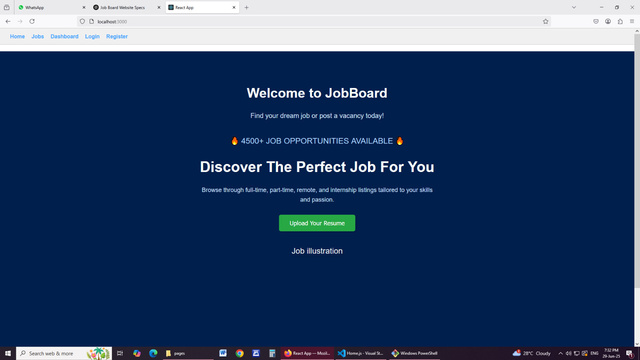 WhatsApp
Job Board Website Specs
React App
localhost:3000
Home Jobs Dashboard Login Register
Welcome to JobBoard
Find your dream job or post a vacancy today!
🔥 4500+ JOB OPPORTUNITIES AVAILABLE 🔥
Discover The Perfect Job For You
Browse through full-time, part-time, remote, and internship listings tailored to your skills
and passion.
Upload Your Resume
Job illustration
Search web & more
pages
React App — Mozil...
Home.js - Visual St...
Windows PowerShell
28°C Cloudy
7:32 PM
29-Jun-25